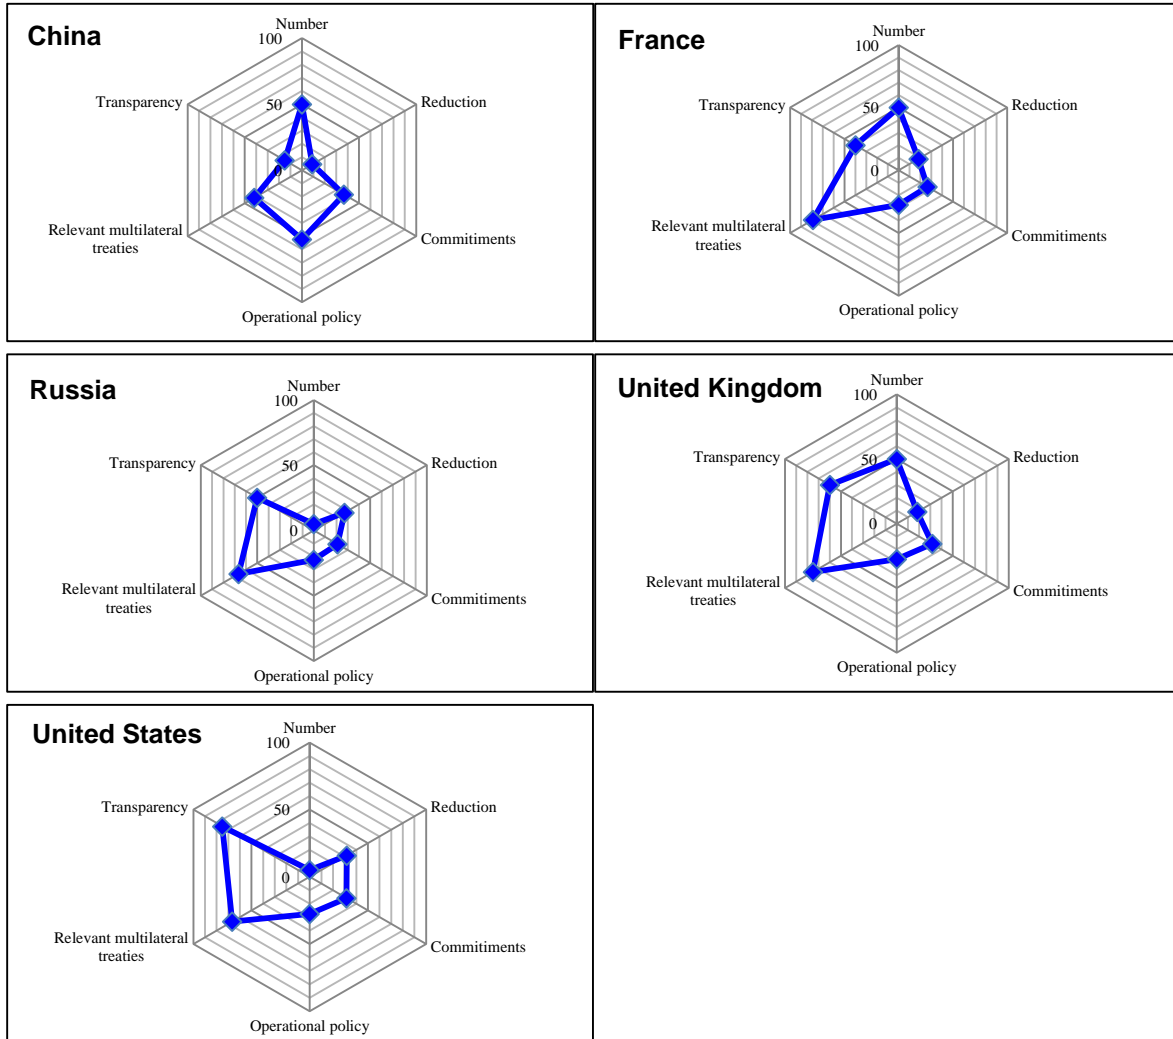 China
Number
100
Transparency
Reduction
50
0
Relevant multilateral
treaties
Commitiments
Operational policy
France
Number
100
Transparency
Reduction
50
0
Relevant multilateral
treaties
Commitiments
Operational policy
Russia
Number
100
Transparency
Reduction
50
0
Relevant multilateral
treaties
Commitiments
Operational policy
United Kingdom
Number
100
Transparency
Reduction
50
0
Relevant multilateral
treaties
Commitiments
Operational policy
United States
Number
100
Transparency
Reduction
50
0
Relevant multilateral
treaties
Commitiments
Operational policy